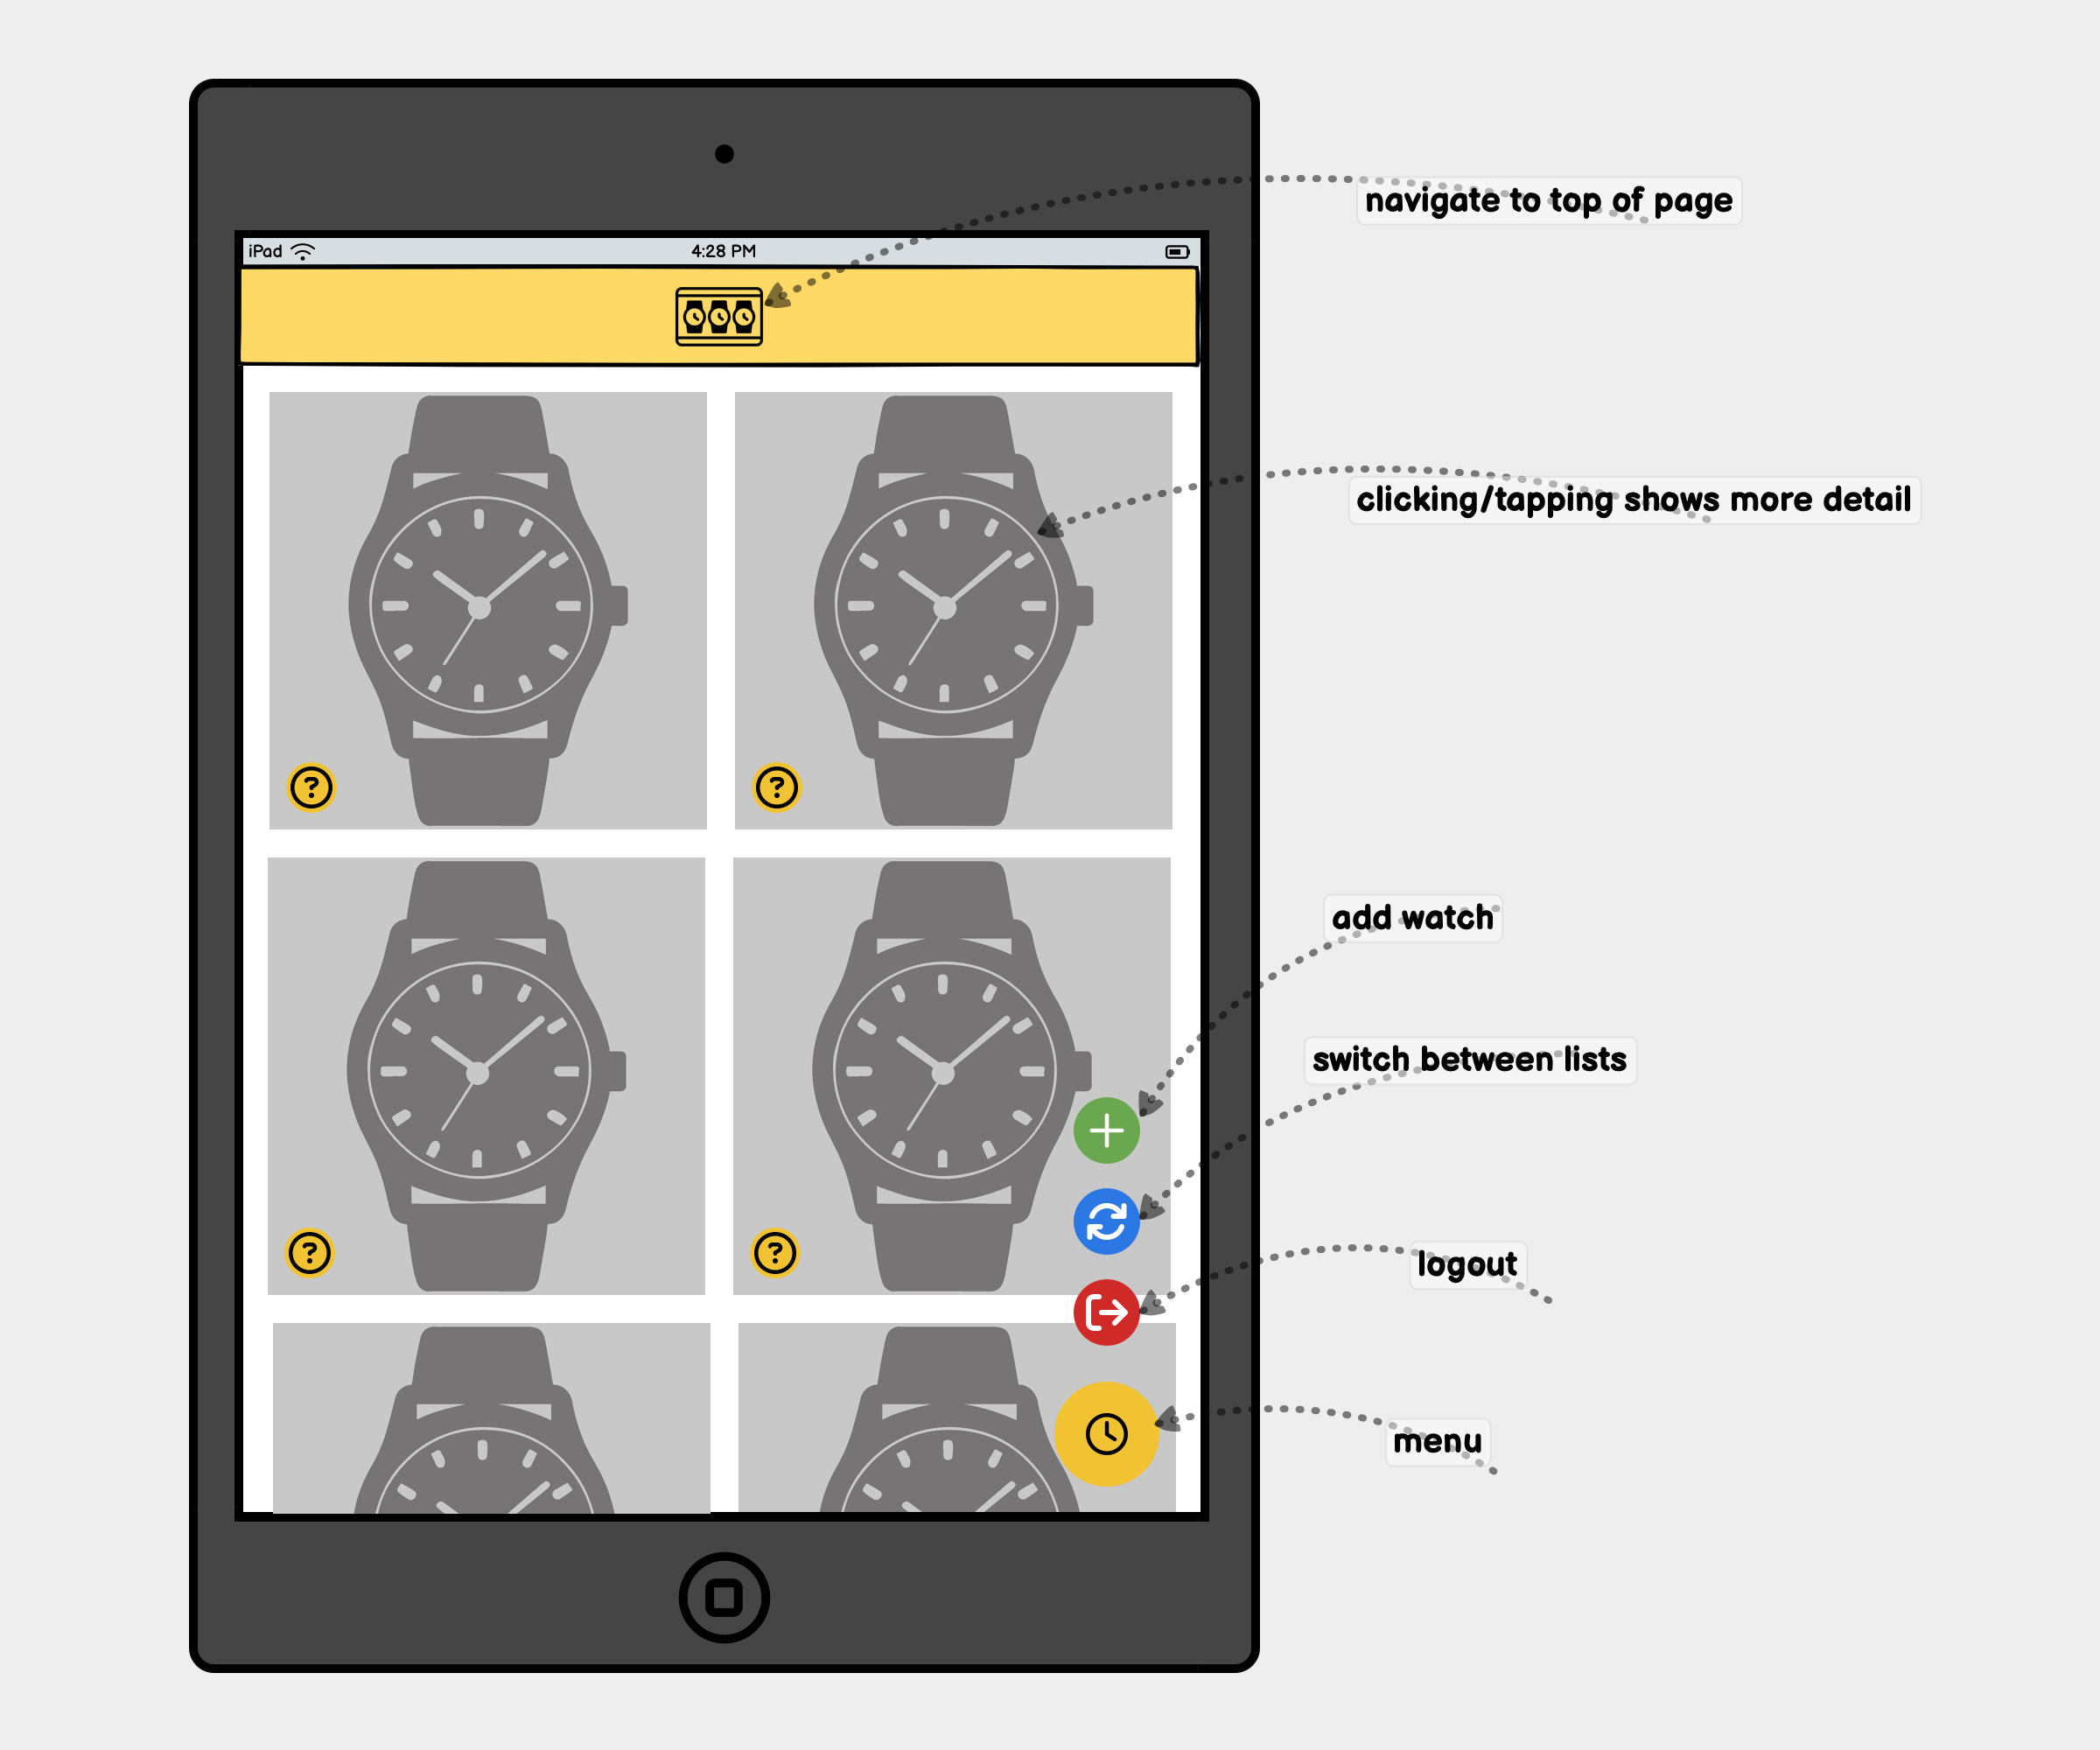 navigate to top of page
iPad 4:28 PM
clicking/tapping shows more detail
?
?
add watch
switch between lists
?
?
logout
menu